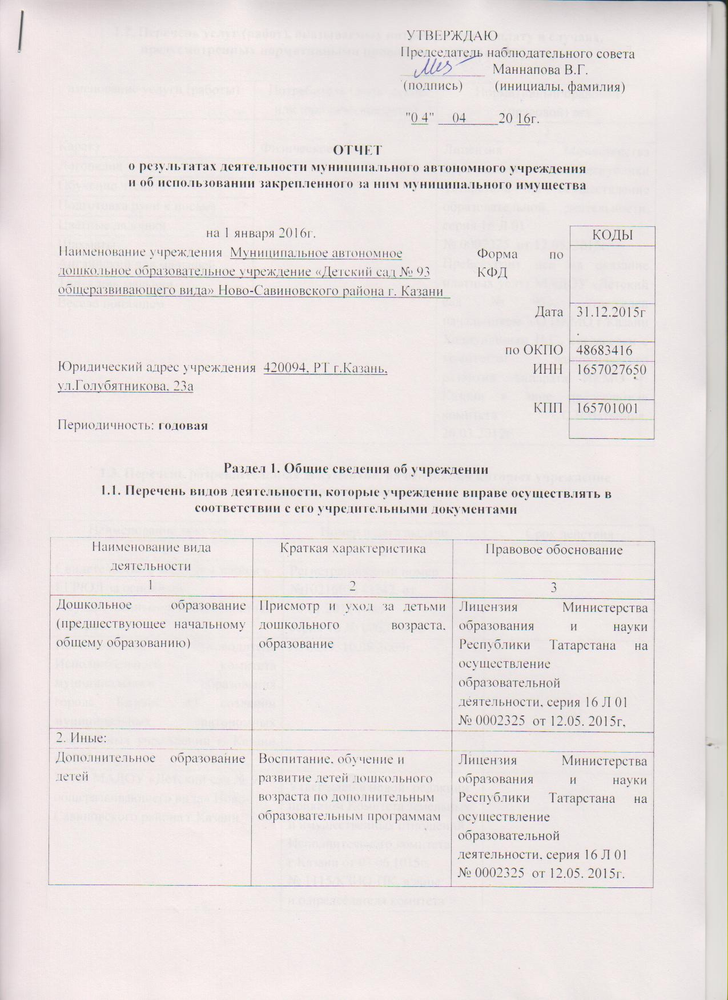 УТВЕРЖДАЮ
Председатель наблюдательного совета
Маннапова В.Г.
(подпись) (инициалы, фамилия)
"0 4" 04 20 16г.
ОТЧЕТ
о результатах деятельности муниципального автономного учреждения
и об использовании закрепленного за ним муниципального имущества
на 1 января 2016г.
КОДЫ
Наименование учреждения Муниципальное автономное
дошкольное образовательное учреждение «Детский сад № 93
общеразвивающего вида» Ново-Савиновского района г. Казани
Форма по
КФД
Дата 31.12.2015г
.
по ОКПО 48683416
Юридический адрес учреждения 420094, РТ г.Казань,
ул.Голубятникова, 23а
ИНН 1657027650
КПП 165701001
Периодичность: годовая
Раздел 1. Общие сведения об учреждении
1.1. Перечень видов деятельности, которые учреждение вправе осуществлять в
соответствии с его учредительными документами
Наименование вида
деятельности
Краткая характеристика
Правовое обоснование
1 2 3
Дошкольное образование
(предшествующее начальному
общему образованию)
Присмотр и уход за детьми
дошкольного возраста,
образование
Лицензия Министерства
образования и науки
Республики Татарстана на
осуществление
образовательной
деятельности, серия 16 Л 01
№ 0002325 от 12.05. 2015г,
2. Иные:
Дополнительное образование
детей
Воспитание, обучение и
развитие детей дошкольного
возраста по дополнительным
образовательным программам
Лицензия Министерства
образования и науки
Республики Татарстана на
осуществление
образовательной
деятельности, серия 16 Л 01
№ 0002325 от 12.05. 2015г.